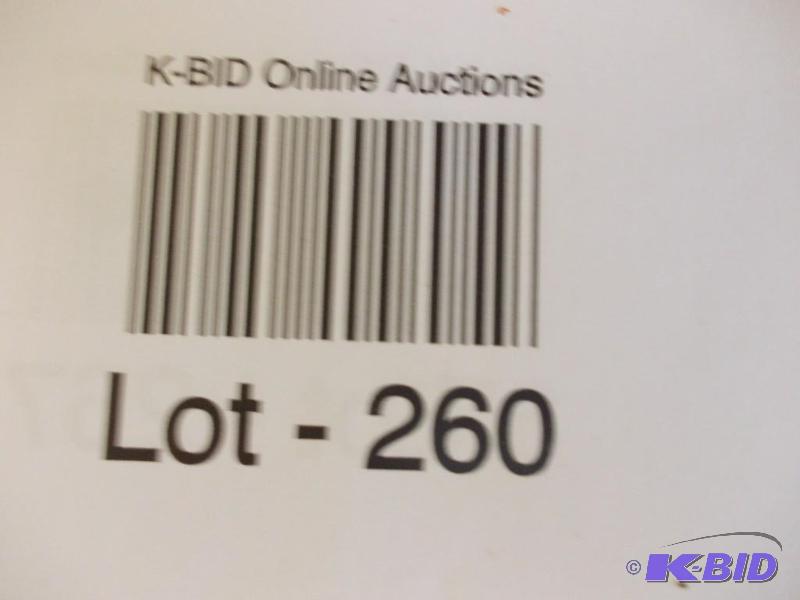 K-BID Online Auctions
Lot - 260
© K-BID